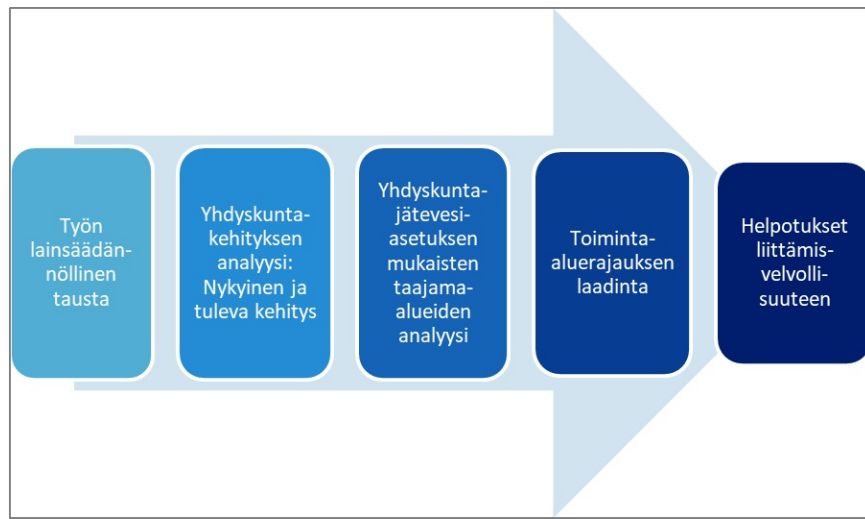 Työn
lainsäädän-
nöllinen
tausta
Yhdyskunta-
kehityksen
analyysi:
Nykyinen ja
tuleva kehitys
Yhdyskunta-
jätevesi-
asetuksen
mukaisten
taajama-
alueiden
analyysi
Toiminta-
aluerajauksen
laadinta
Helpotukset
liittämis-
velvolli-
suuteen